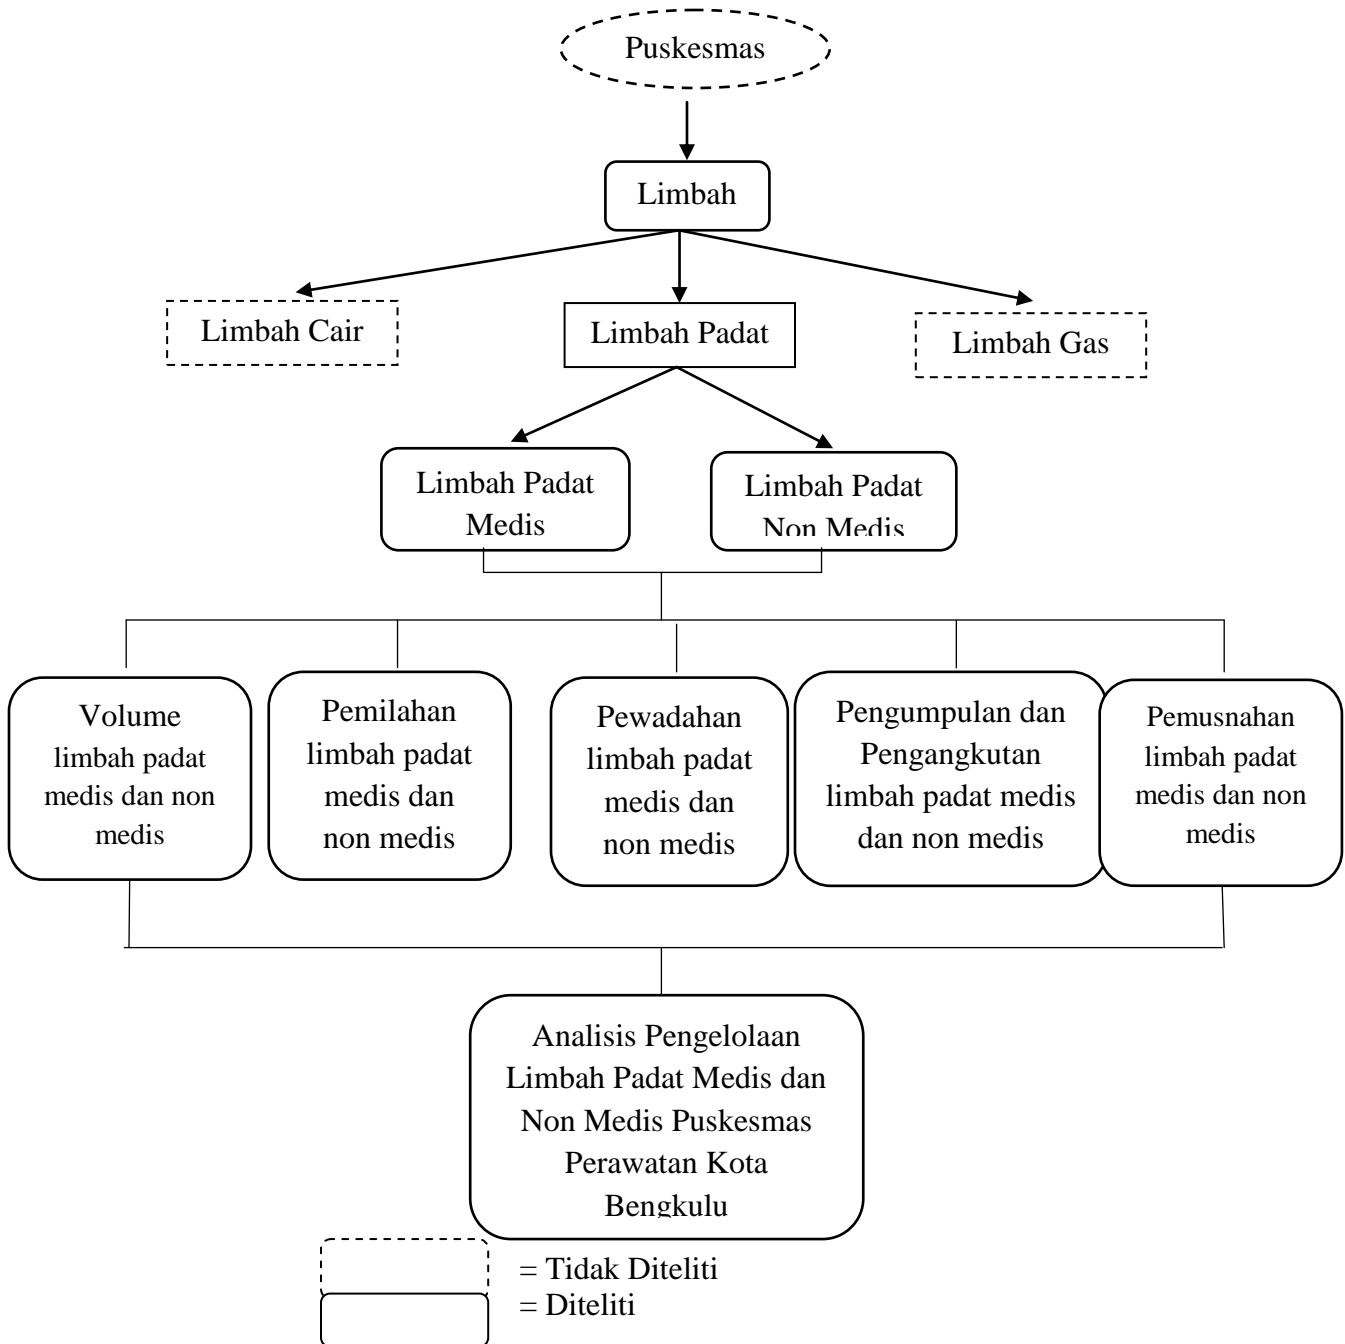 Puskesmas
Limbah
Limbah Cair
Limbah Padat
Limbah Gas
Limbah Padat
Medis
Limbah Padat
Non Medis
Volume
limbah padat
medis dan non
medis
Pemilahan
limbah padat
medis dan
non medis
Pewadahan
limbah padat
medis dan
non medis
Pengumpulan dan
Pengangkutan
limbah padat medis
dan non medis
Pemusnahan
limbah padat
medis dan non
medis
Analisis Pengelolaan
Limbah Padat Medis dan
Non Medis Puskesmas
Perawatan Kota
Bengkulu
= Tidak Diteliti
= Diteliti